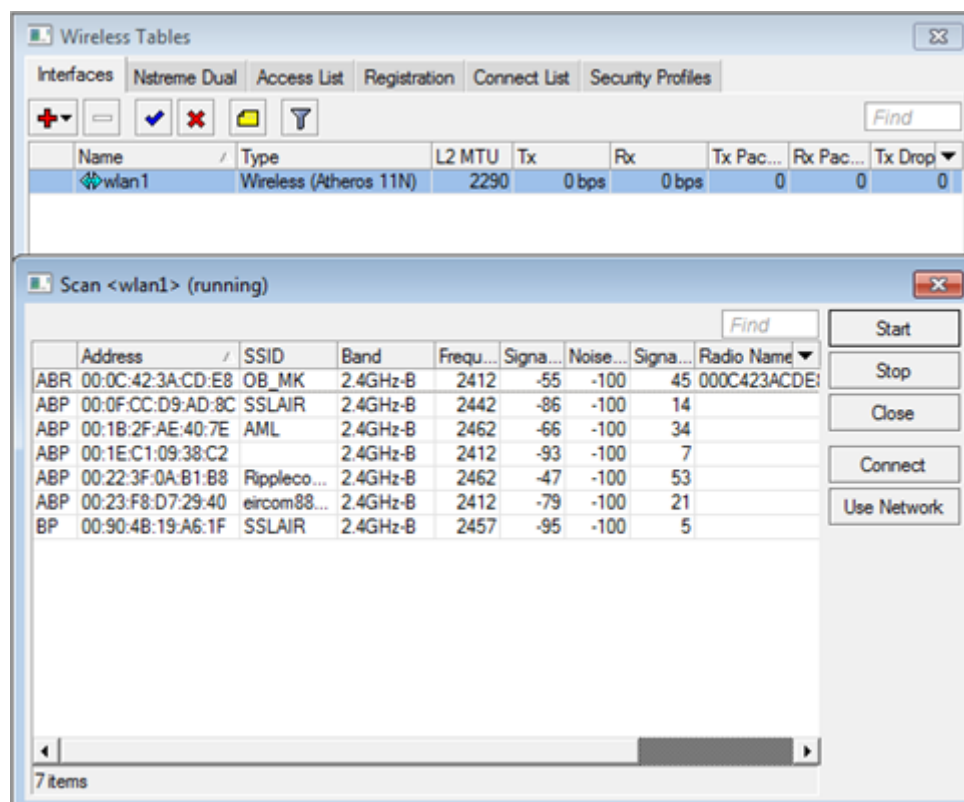 Wireless Tables
Interfaces Nstreme Dual Access List Registration Connect List Security Profiles
Find
Name / Type L2 MTU Tx Rx Tx Pac... Rx Pac... Tx Drop
wlan1 Wireless (Atheros 11N) 2290 0 bps 0 bps 0 0 0
Scan <wlan1> (running)
Find
Address / SSID Band Frequ... Signa... Noise... Signa... Radio Name
ABR 00:0C:42:3A:CD:E8 OB_MK 2.4GHz-B 2412 -55 -100 45 000C423ACDE8
ABP 00:0F:CC:D9:AD:8C SSLAIR 2.4GHz-B 2442 -86 -100 14
ABP 00:1B:2F:AE:40:7E AML 2.4GHz-B 2462 -66 -100 34
ABP 00:1E:C1:09:38:C2 2.4GHz-B 2412 -93 -100 7
ABP 00:22:3F:0A:B1:B8 Rippleco... 2.4GHz-B 2462 -47 -100 53
ABP 00:23:F8:D7:29:40 eircom88... 2.4GHz-B 2412 -79 -100 21
BP 00:90:4B:19:A6:1F SSLAIR 2.4GHz-B 2457 -95 -100 5
7 items
Start
Stop
Close
Connect
Use Network